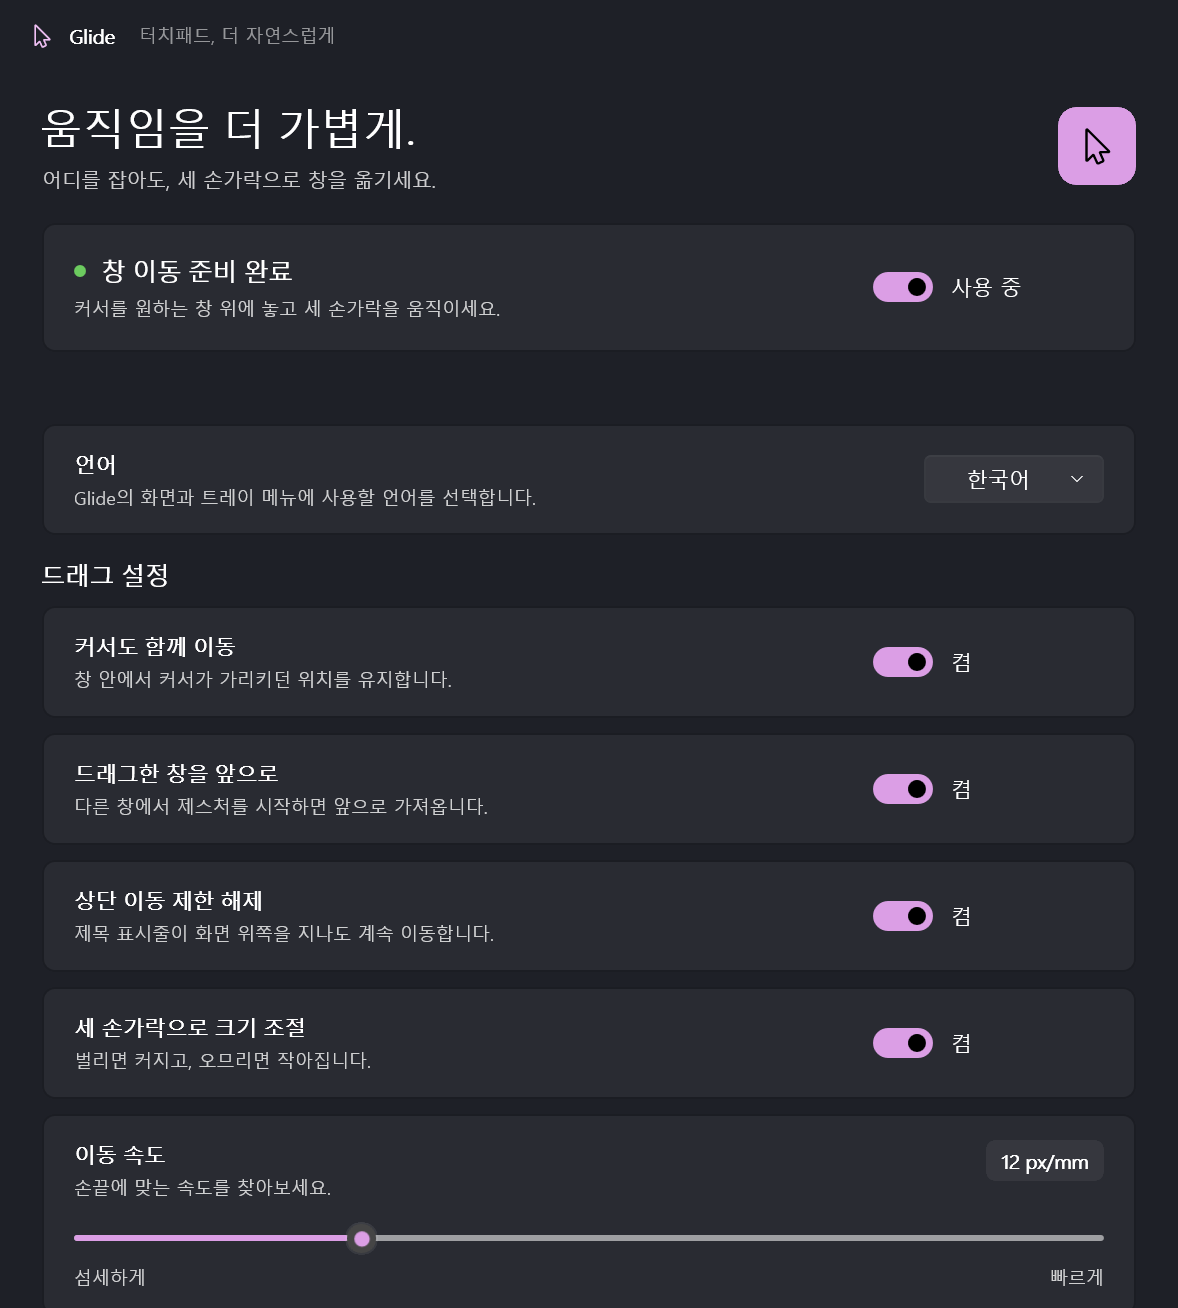 Glide 터치패드, 더 자연스럽게
움직임을 더 가볍게.
어디를 잡아도, 세 손가락으로 창을 옮기세요.
창 이동 준비 완료
커서를 원하는 창 위에 놓고 세 손가락을 움직이세요.
사용 중
언어
Glide의 화면과 트레이 메뉴에 사용할 언어를 선택합니다.
한국어
드래그 설정
커서도 함께 이동
창 안에서 커서가 가리키던 위치를 유지합니다.
켬
드래그한 창을 앞으로
다른 창에서 제스처를 시작하면 앞으로 가져옵니다.
켬
상단 이동 제한 해제
제목 표시줄이 화면 위쪽을 지나도 계속 이동합니다.
켬
세 손가락으로 크기 조절
벌리면 커지고, 오므리면 작아집니다.
켬
이동 속도
손끝에 맞는 속도를 찾아보세요.
12 px/mm
섬세하게
빠르게